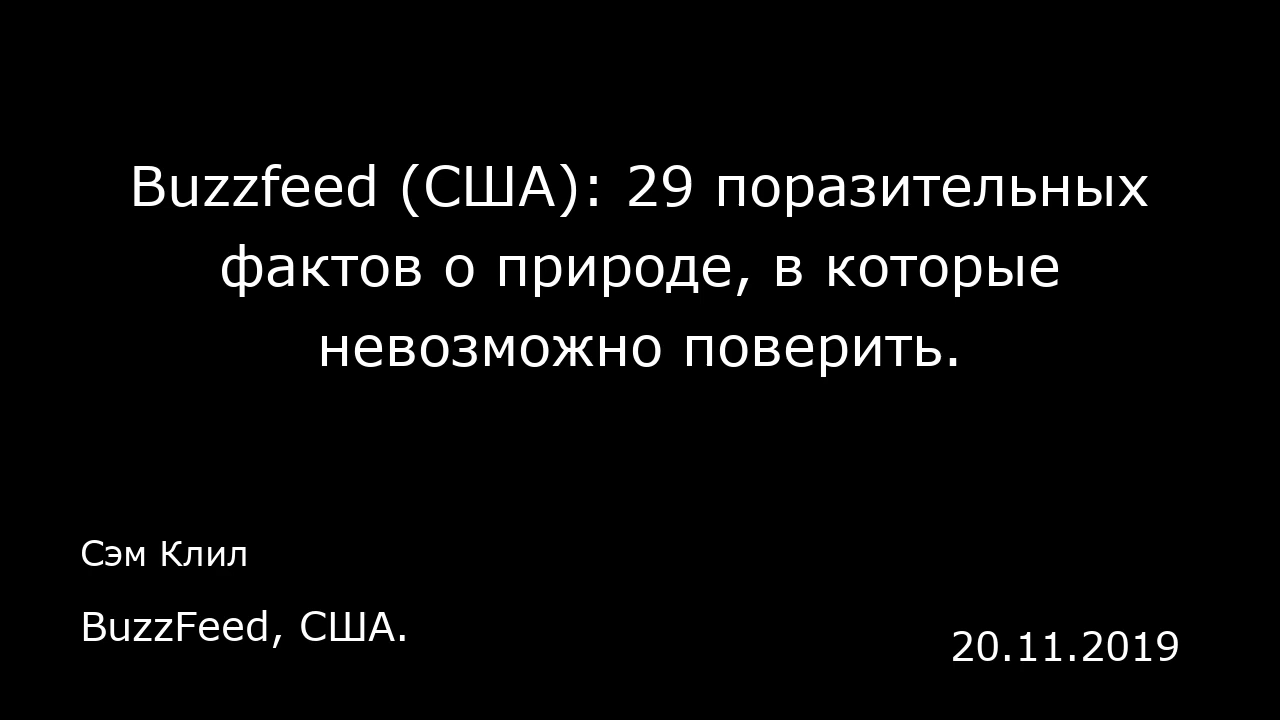 Buzzfeed (США): 29 поразительных
фактов о природе, в которые
невозможно поверить.
Сэм Клил
BuzzFeed, США.
20.11.2019